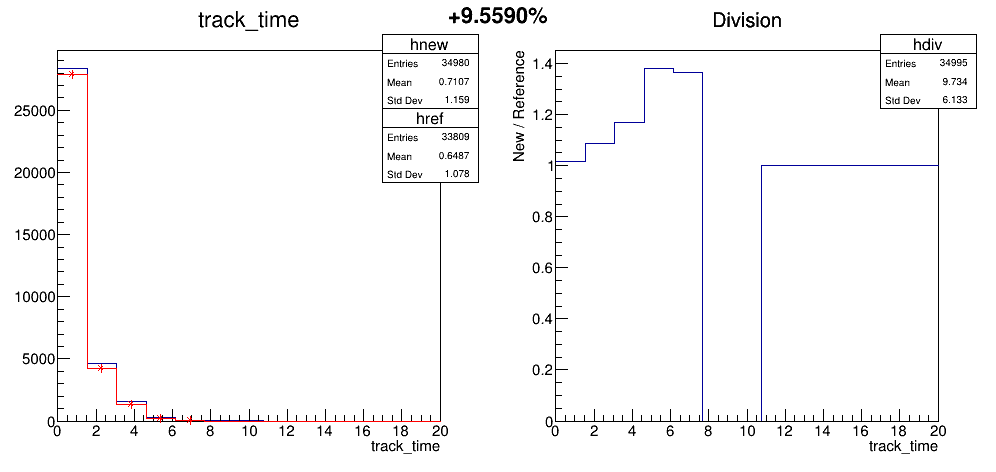 +9.5590%
track_time
hnew
Entries 34980
Mean 0.7107
Std Dev 1.159
href
Entries 33809
Mean 0.6487
Std Dev 1.078
25000
20000
15000
10000
5000
0
0 2 4 6 8 10 12 14 16 18 20
track_time
Division
hdiv
Entries 34995
Mean 9.734
Std Dev 6.133
New / Reference
1.4
1.2
1
0.8
0.6
0.4
0.2
0
0 2 4 6 8 10 12 14 16 18 20
track_time